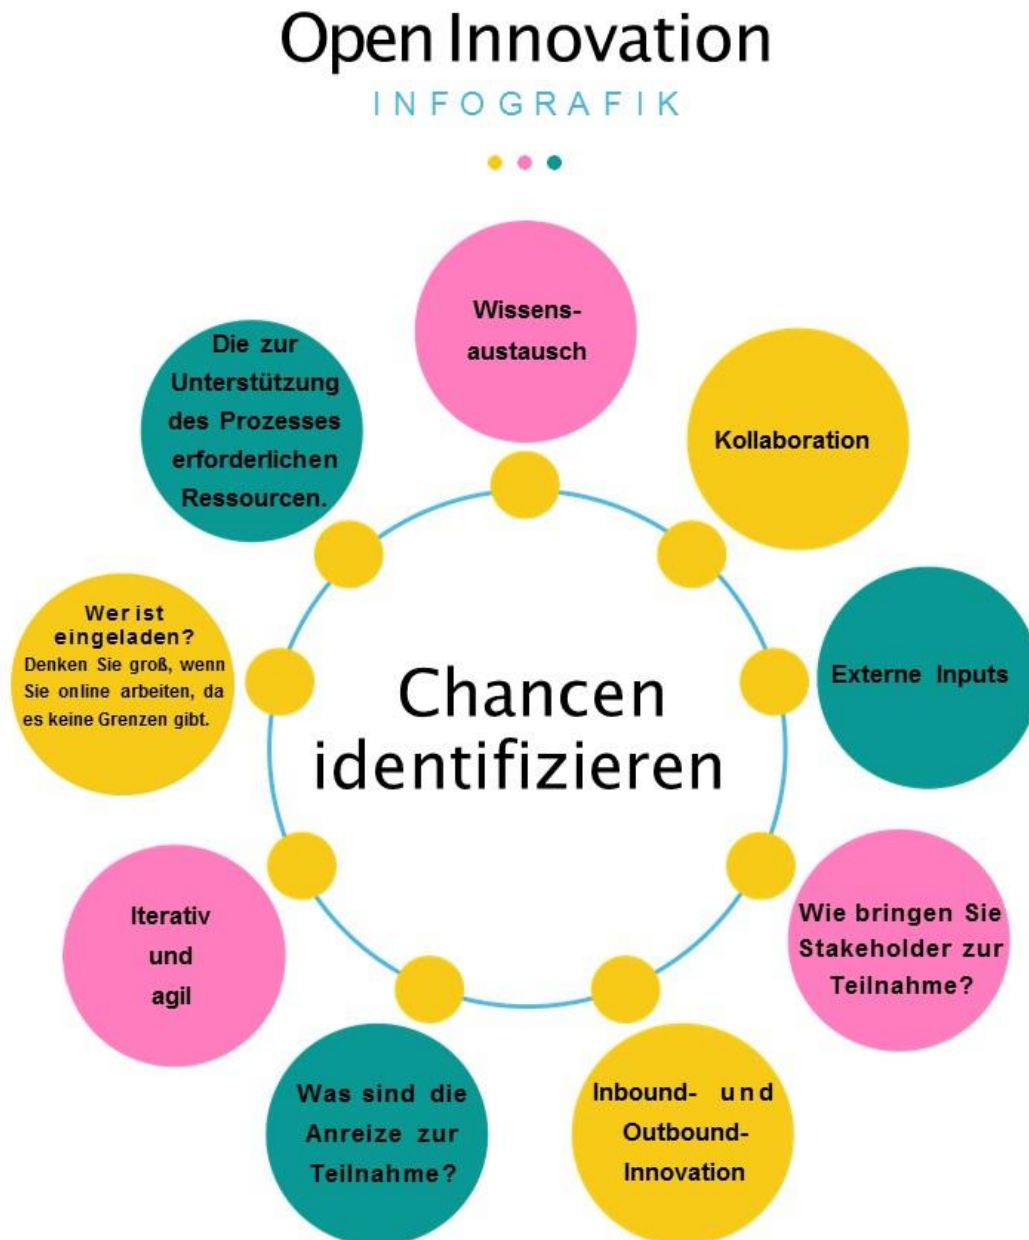 Open Innovation
INFOGRAFIK
Wissens-
austausch
Kollaboration
Externe Inputs
Wie bringen Sie
Stakeholder zur
Teilnahme?
Inbound- und
Outbound-
Innovation
Was sind die
Anreize zur
Teilnahme?
Iterativ
und
agil
Wer ist
eingeladen?
Denken Sie groß, wenn
Sie online arbeiten, da
es keine Grenzen gibt.
Die zur
Unterstützung
des Prozesses
erforderlichen
Ressourcen.
Chancen
identifizieren